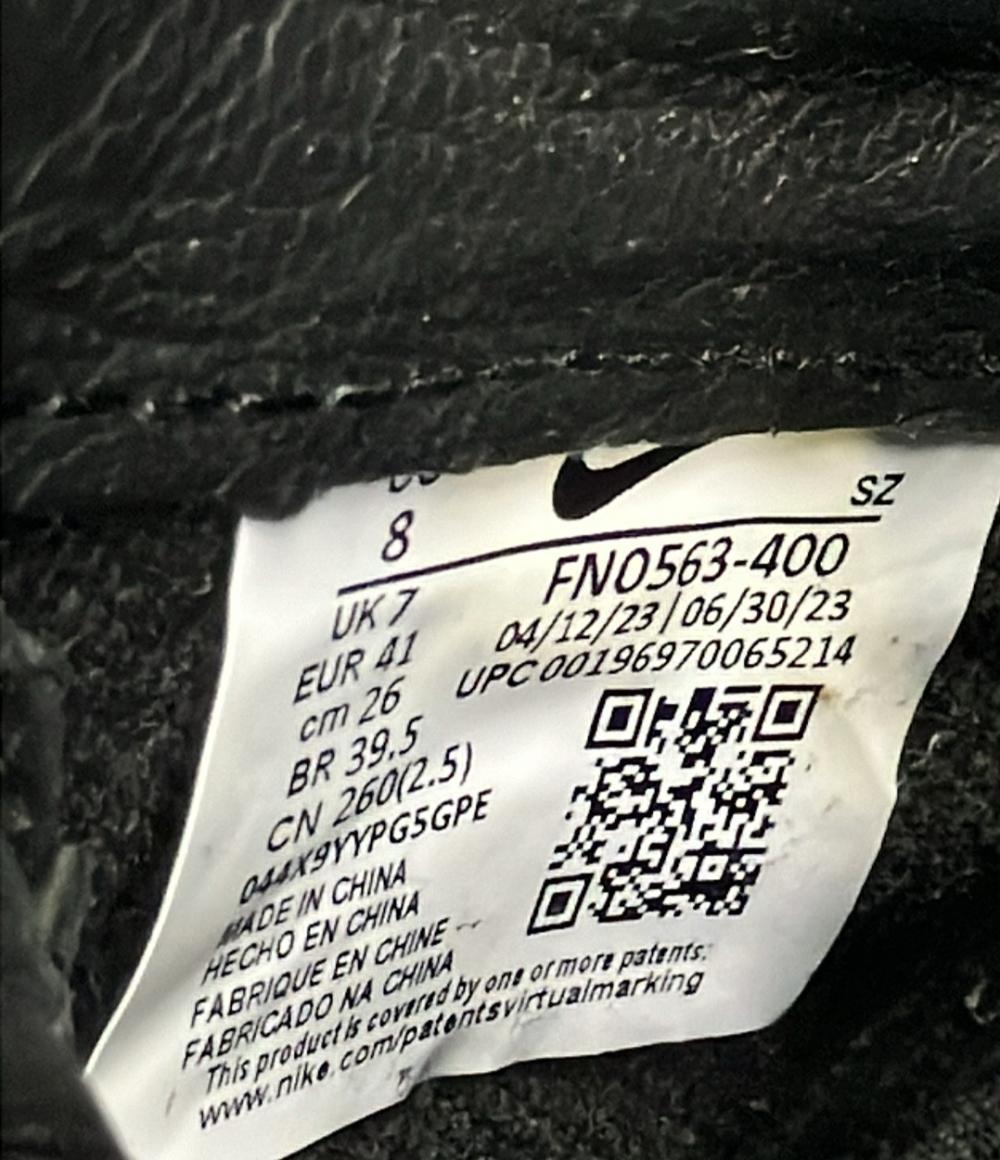 SZ
8
FN0563-400
UK 7
04/12/23 | 06/30/23
EUR 41
UPC 00196970065214
cm 26
BR 39.5
CN 260(2.5)
044X9YYPG5GPE
MADE IN CHINA
HECHO EN CHINA
FABRIQUE EN CHINE
FABRICADO NA CHINA
This product is covered by one or more patents:
www.nike.com/patentsvirtualmarking